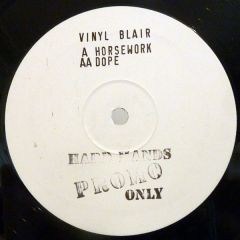 VINYL BLAIR
A HORSEWORK
AA DOPE
HARD HANDS
PROMO
ONLY